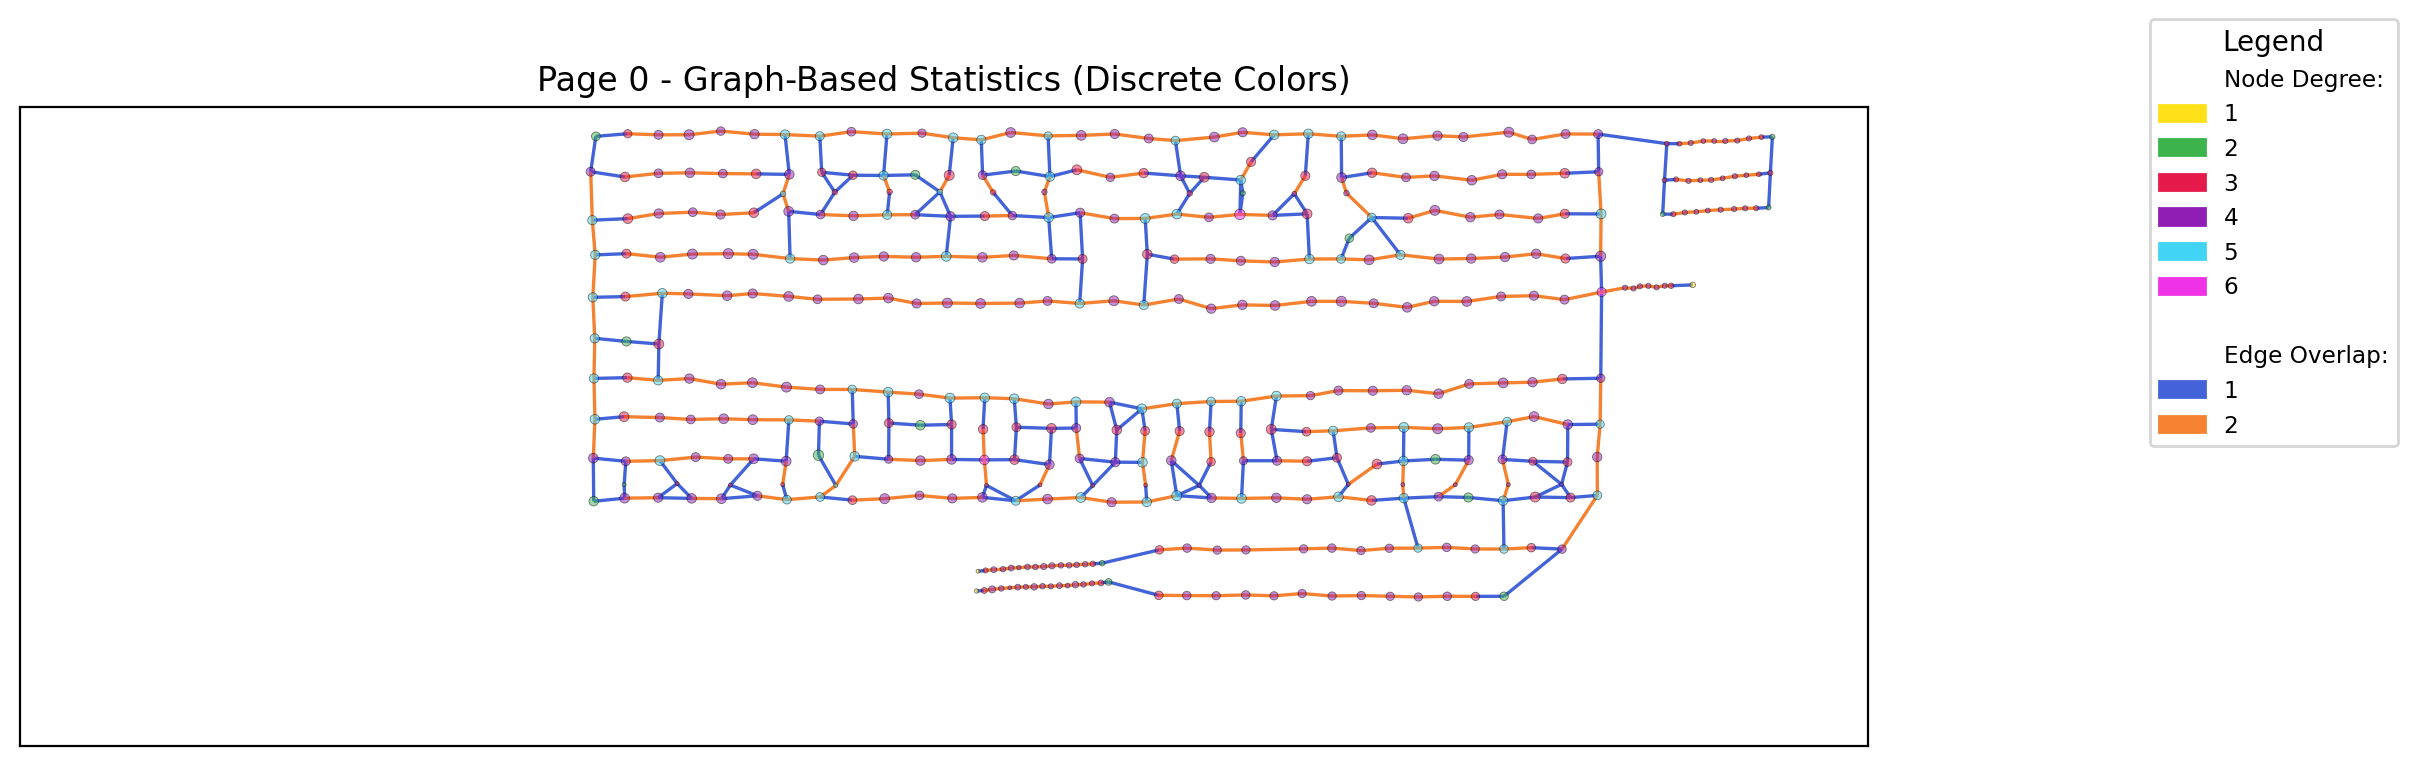 Page 0 - Graph-Based Statistics (Discrete Colors)
Legend
Node Degree:
1
2
3
4
5
6
Edge Overlap:
1
2